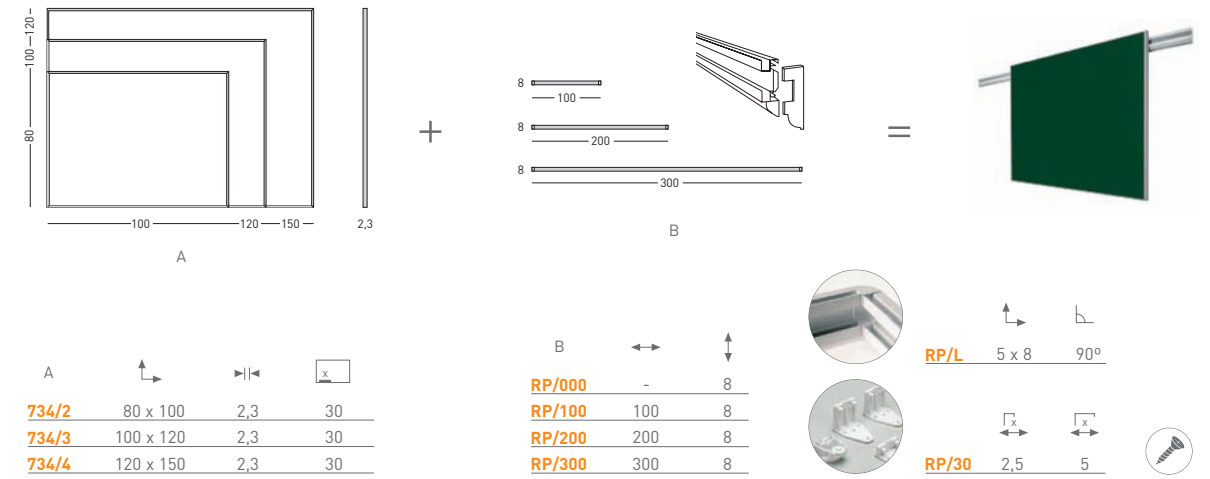 120
100
80
100 120 150
2,3
A
+
8
100
8
200
8
300
B
=
A
734/2 80 x 100 2,3 30
734/3 100 x 120 2,3 30
734/4 120 x 150 2,3 30
x
B
RP/000 - 8
RP/100 100 8
RP/200 200 8
RP/300 300 8
RP/L 5 x 8 90º
x x
RP/30 2,5 5